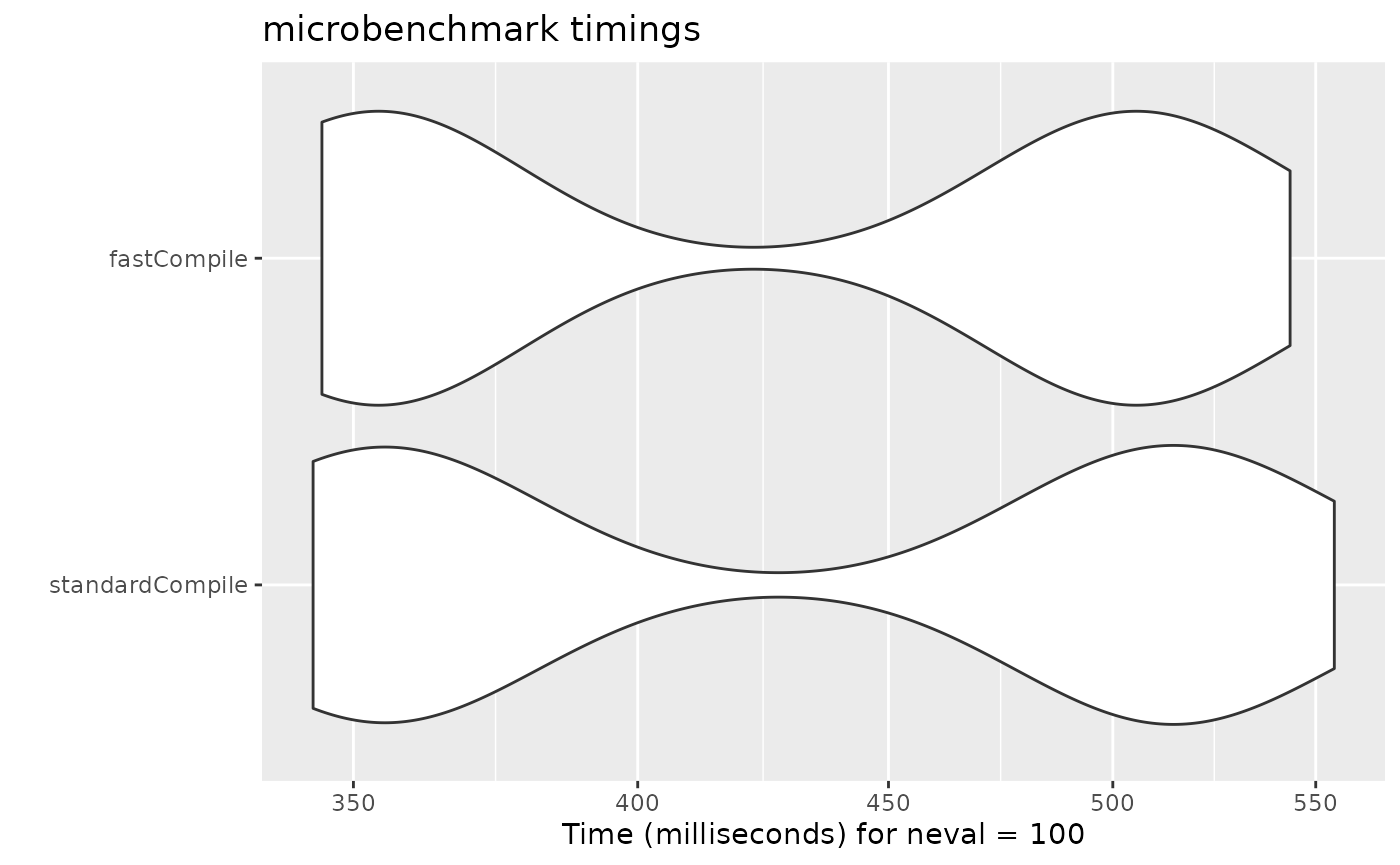 microbenchmark timings
fastCompile
standardCompile
350 400 450 500 550
Time (milliseconds) for neval = 100